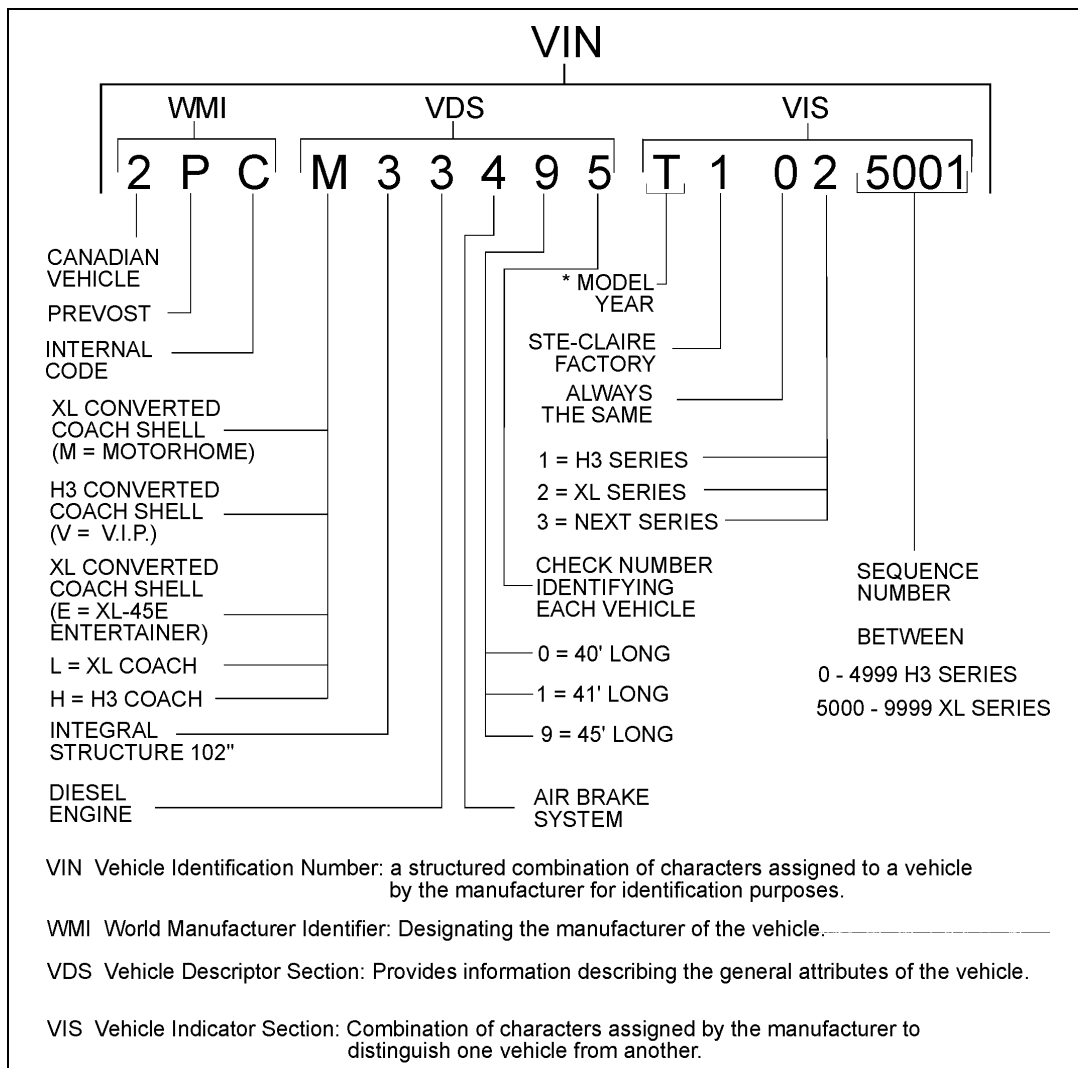 VIN
WMI VDS VIS
2 P C M 3 3 4 9 5 T 1 0 2 5001
CANADIAN
VEHICLE
PREVOST
INTERNAL
CODE
XL CONVERTED
COACH SHELL
(M = MOTORHOME)
H3 CONVERTED
COACH SHELL
(V = V.I.P.)
XL CONVERTED
COACH SHELL
(E = XL-45E
ENTERTAINER)
L = XL COACH
H = H3 COACH
INTEGRAL
STRUCTURE 102"
DIESEL
ENGINE
* MODEL
YEAR
STE-CLAIRE
FACTORY
ALWAYS
THE SAME
1 = H3 SERIES
2 = XL SERIES
3 = NEXT SERIES
CHECK NUMBER
IDENTIFYING
EACH VEHICLE
0 = 40' LONG
1 = 41' LONG
9 = 45' LONG
AIR BRAKE
SYSTEM
SEQUENCE
NUMBER
BETWEEN
0 - 4999 H3 SERIES
5000 - 9999 XL SERIES
VIN Vehicle Identification Number: a structured combination of characters assigned to a vehicle
by the manufacturer for identification purposes.
WMI World Manufacturer Identifier: Designating the manufacturer of the vehicle.
VDS Vehicle Descriptor Section: Provides information describing the general attributes of the vehicle.
VIS Vehicle Indicator Section: Combination of characters assigned by the manufacturer to
distinguish one vehicle from another.